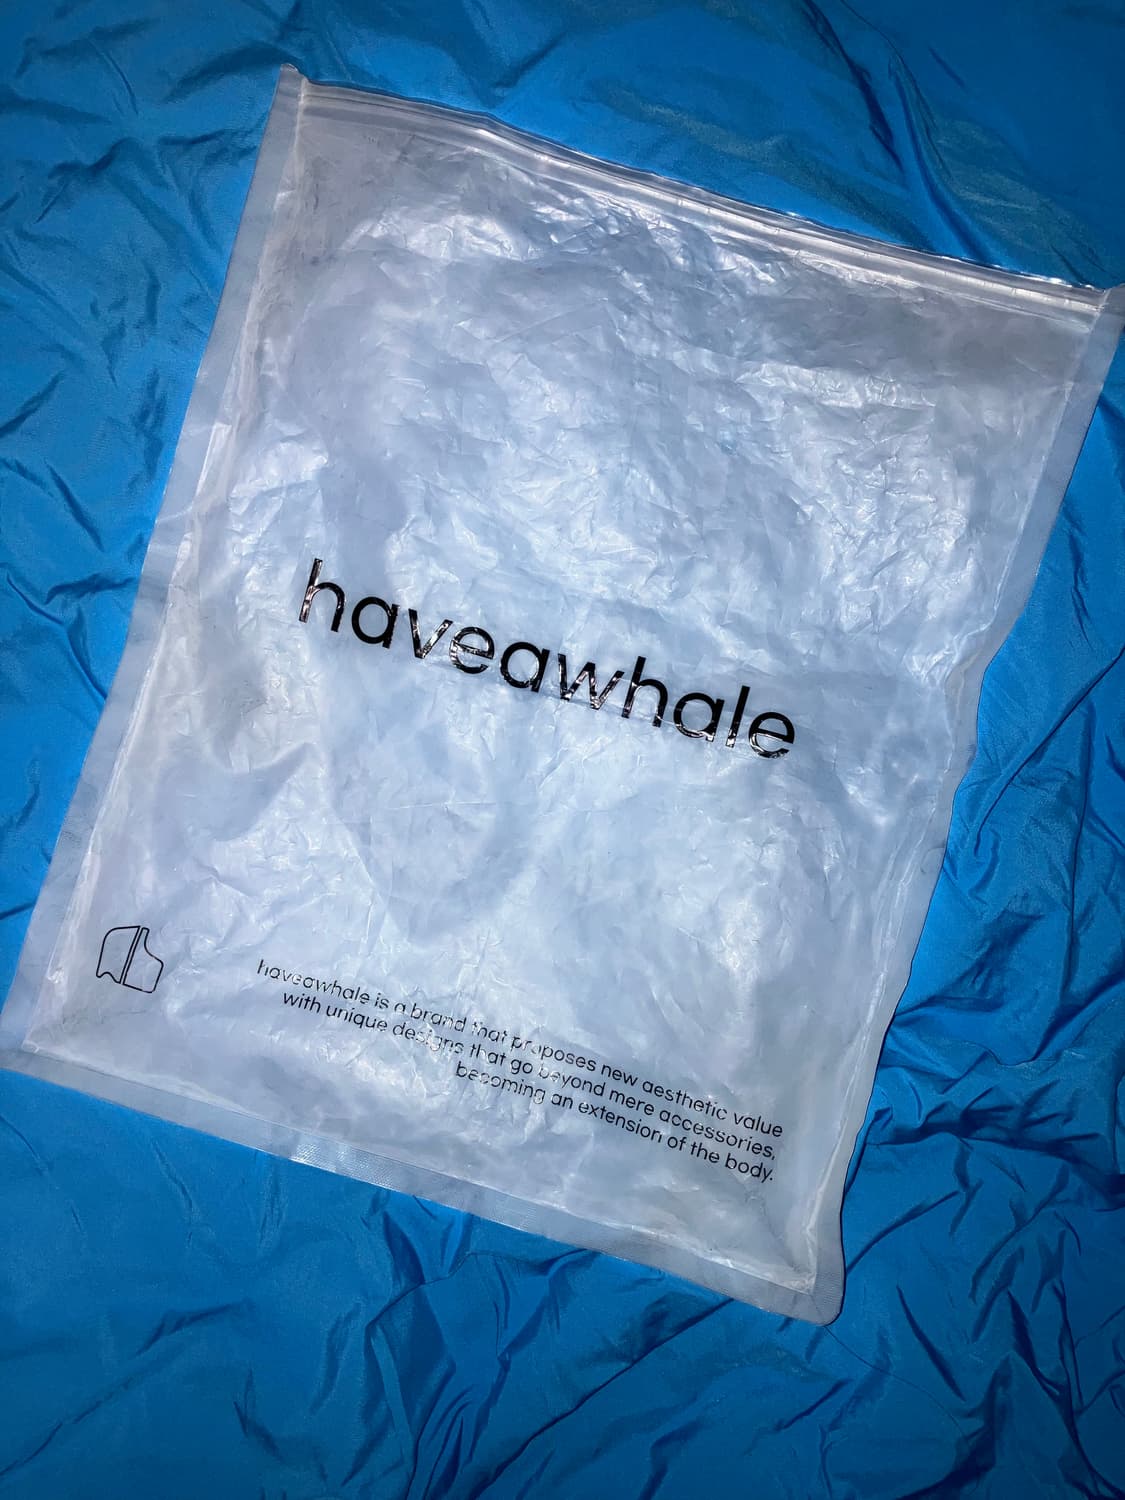 haveawhale
haveawhale is a brand that proposes new aesthetic value
with unique designs that go beyond mere accessories,
becoming an extension of the body.